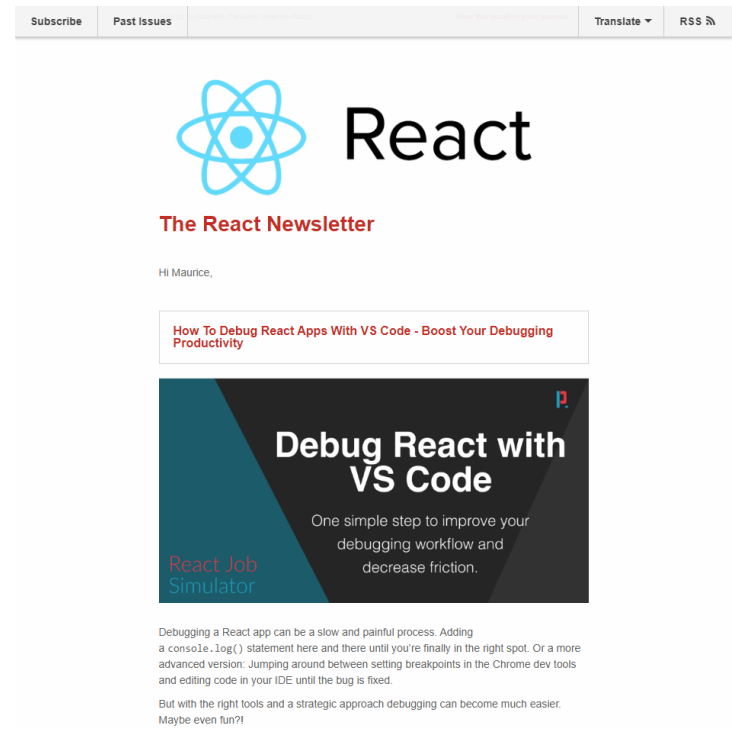 Subscribe
Past Issues
Translate
RSS
React
The React Newsletter
Hi Maurice,
How To Debug React Apps With VS Code - Boost Your Debugging
Productivity
Debug React with
VS Code
One simple step to improve your
debugging workflow and
decrease friction.
React Job
Simulator
Debugging a React app can be a slow and painful process. Adding
a console.log() statement here and there until you're finally in the right spot. Or a more
advanced version: Jumping around between setting breakpoints in the Chrome dev tools
and editing code in your IDE until the bug is fixed.
But with the right tools and a strategic approach debugging can become much easier.
Maybe even fun?!